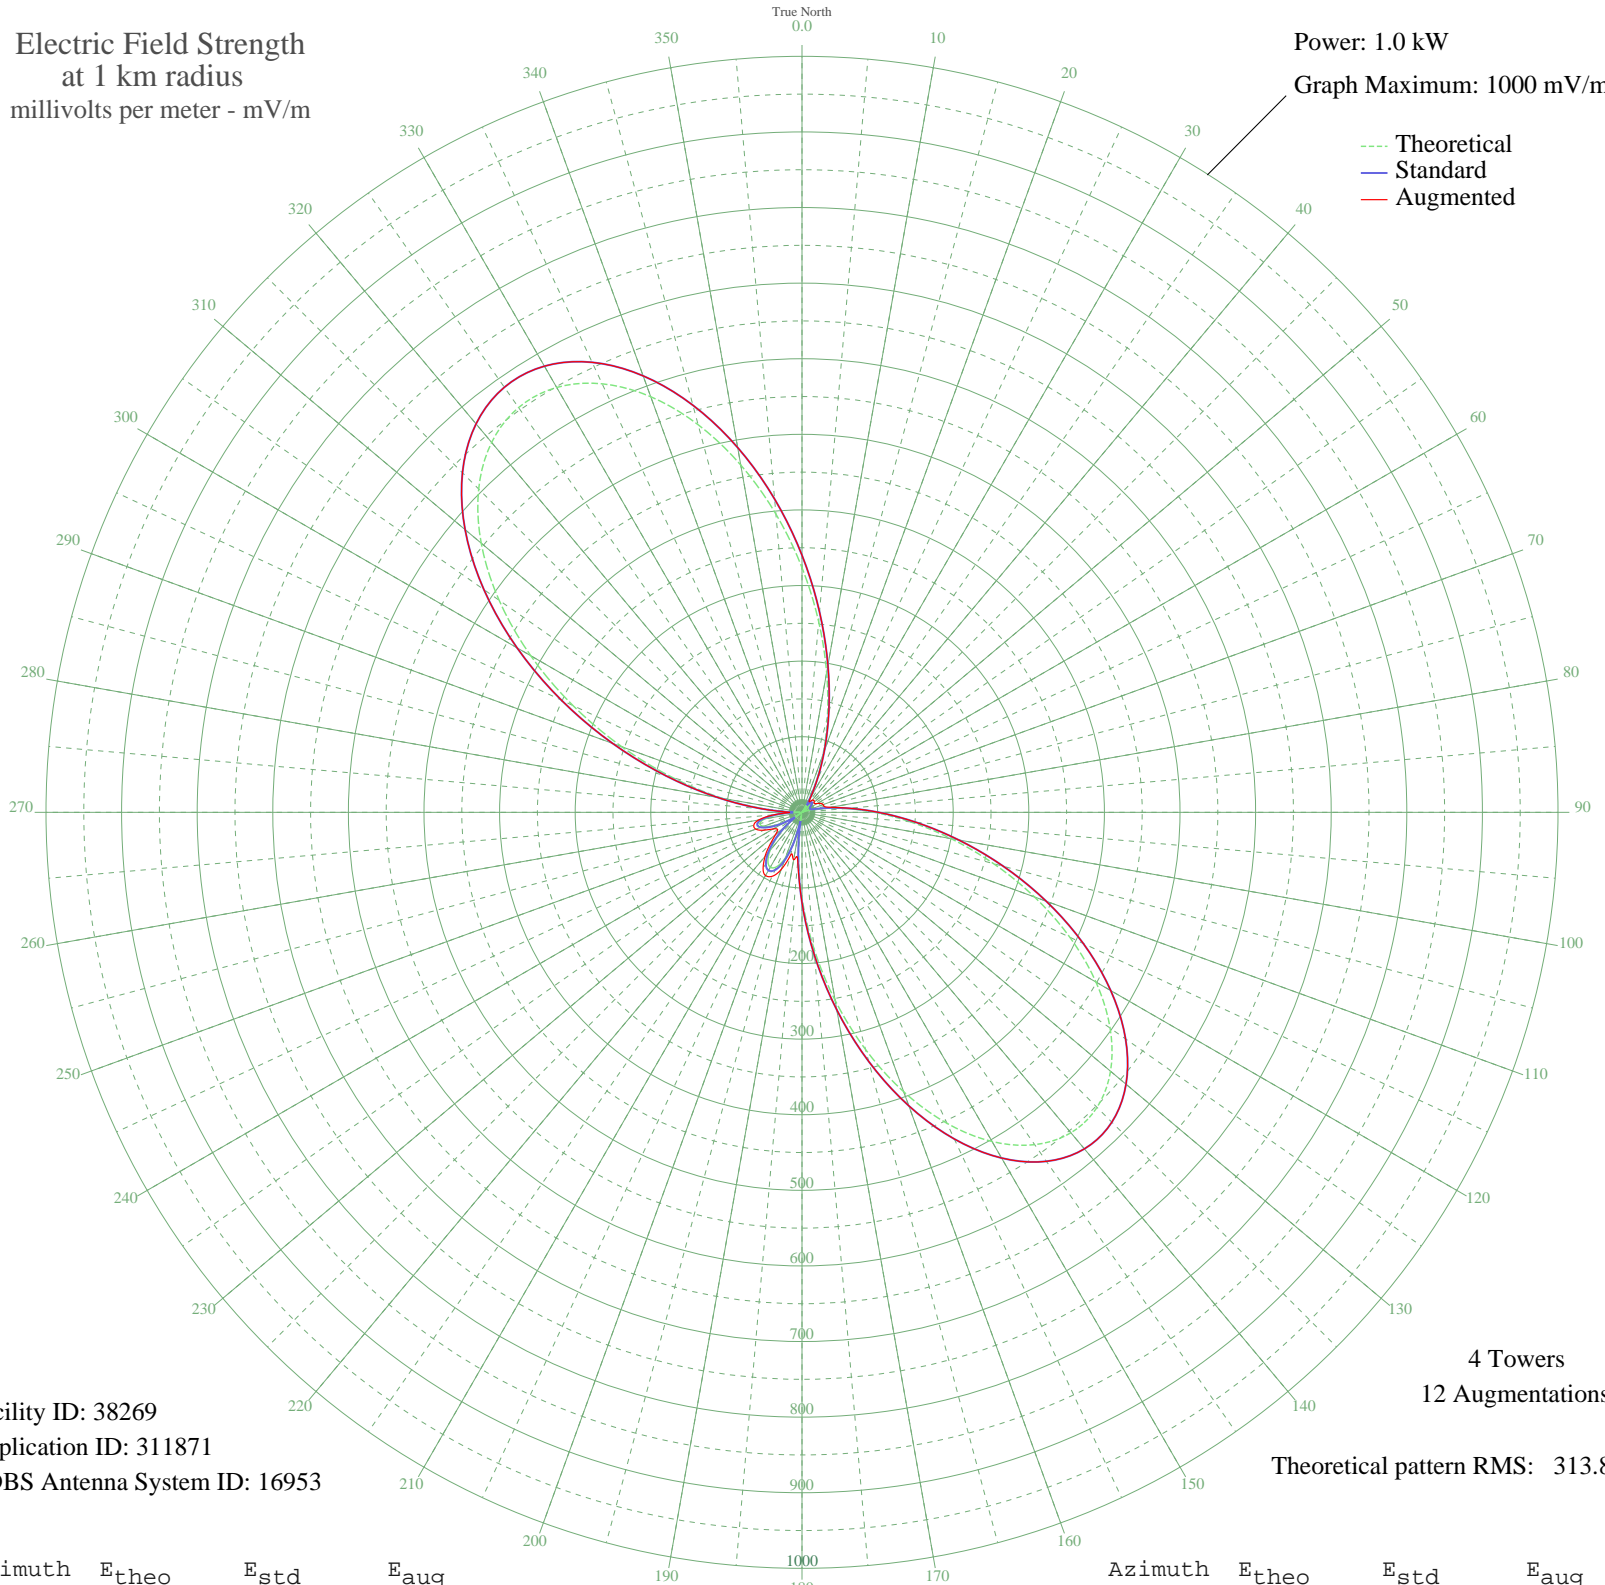 True North
0.0
Electric Field Strength
at 1 km radius
millivolts per meter - mV/m
Power: 1.0 kW
Graph Maximum: 1000 mV/m
Theoretical
Standard
Augmented
10
20
30
40
50
60
70
80
90
100
110
120
130
140
150
160
170
190
200
210
220
230
240
250
260
270
280
290
300
310
320
330
340
350
200
300
400
500
600
700
800
900
1000
4 Towers
12 Augmentations
Theoretical pattern RMS: 313.8
cility ID: 38269
plication ID: 311871
DBS Antenna System ID: 16953
imuth Etheo Estd Eaug
Azimuth Etheo Estd Eaug